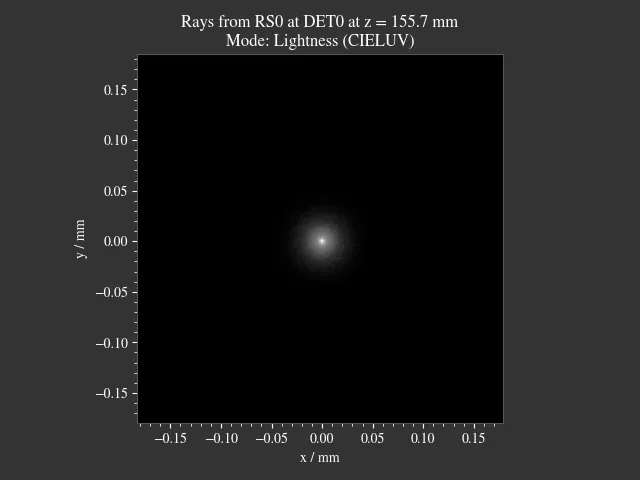 Rays from RS0 at DET0 at z = 155.7 mm
Mode: Lightness (CIELUV)
0.15
0.10
0.05
0.00
−0.05
−0.10
−0.15
y / mm
−0.15 −0.10 −0.05 0.00 0.05 0.10 0.15
x / mm